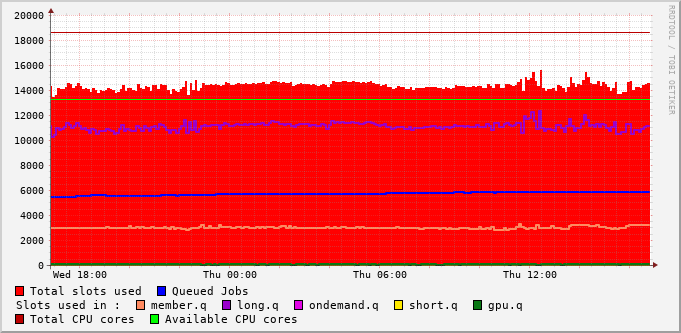 20000
18000
16000
14000
12000
10000
8000
6000
4000
2000
0
Wed 18:00 Thu 00:00 Thu 06:00 Thu 12:00
RRDTOOL / TOBI OETIKER
Total slots used Queued Jobs
Slots used in : member.q long.q ondemand.q short.q gpu.q
Total CPU cores Available CPU cores